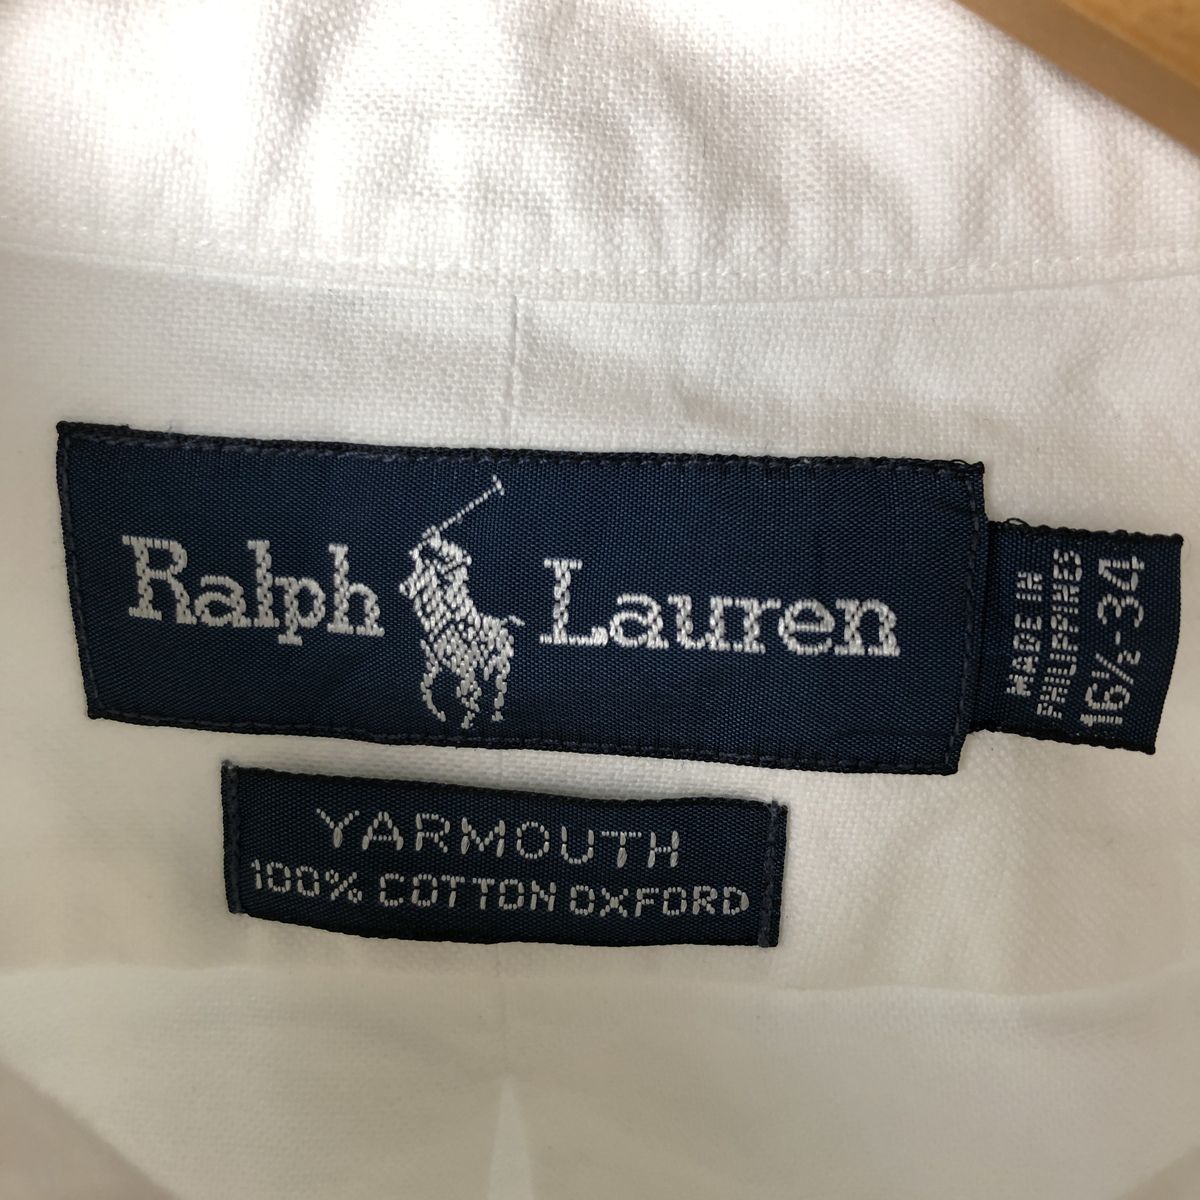 Ralph Lauren
MADE IN
PHILIPPINES
16½-34
YARMOUTH
100% COTTON OXFORD